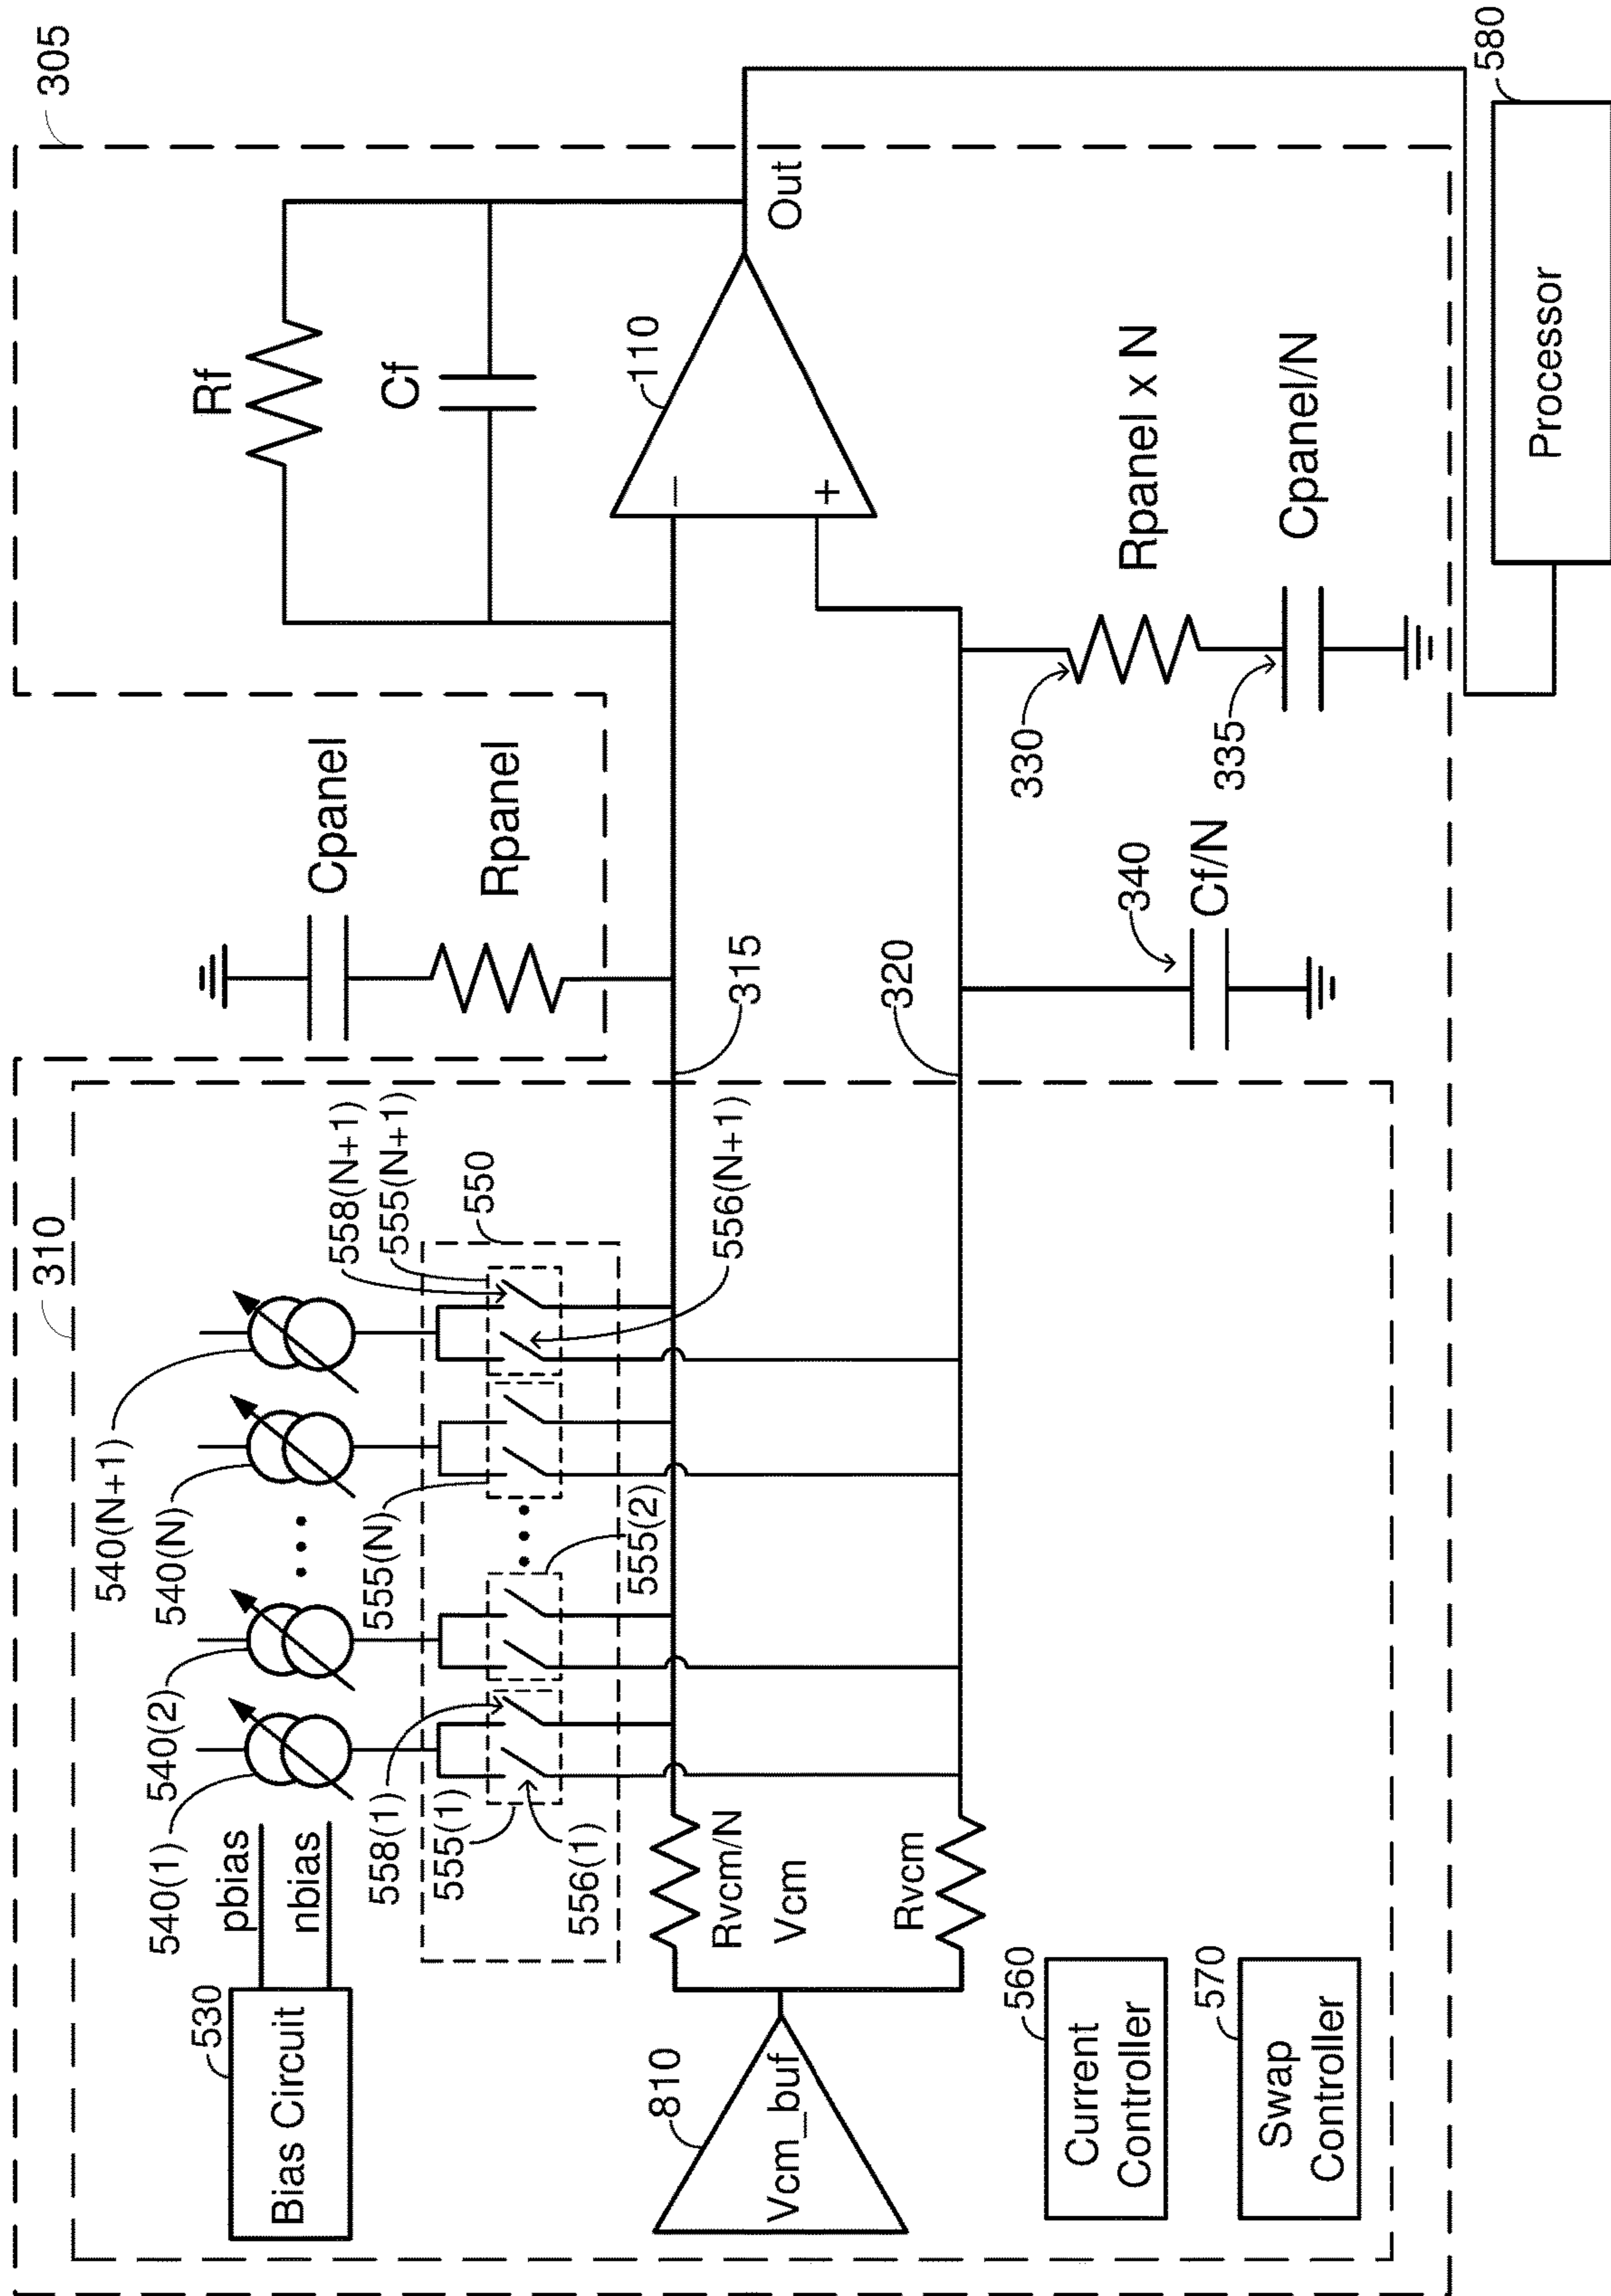 305
310
540(N+1)
540(N)
540(2)
540(1)
pbias
nbias
530
Bias Circuit
558(N+1)
555(N+1)
550
556(N+1)
555(N)
555(2)
558(1)
555(1)
556(1)
Rf
Cf
Cpanel
Rpanel
110
−
+
Out
315
320
Rvcm/N
Vcm
Rvcm
810
Vcm_buf
330
Rpanel x N
335
Cpanel/N
340
Cf/N
560
Current
Controller
570
Swap
Controller
580
Processor